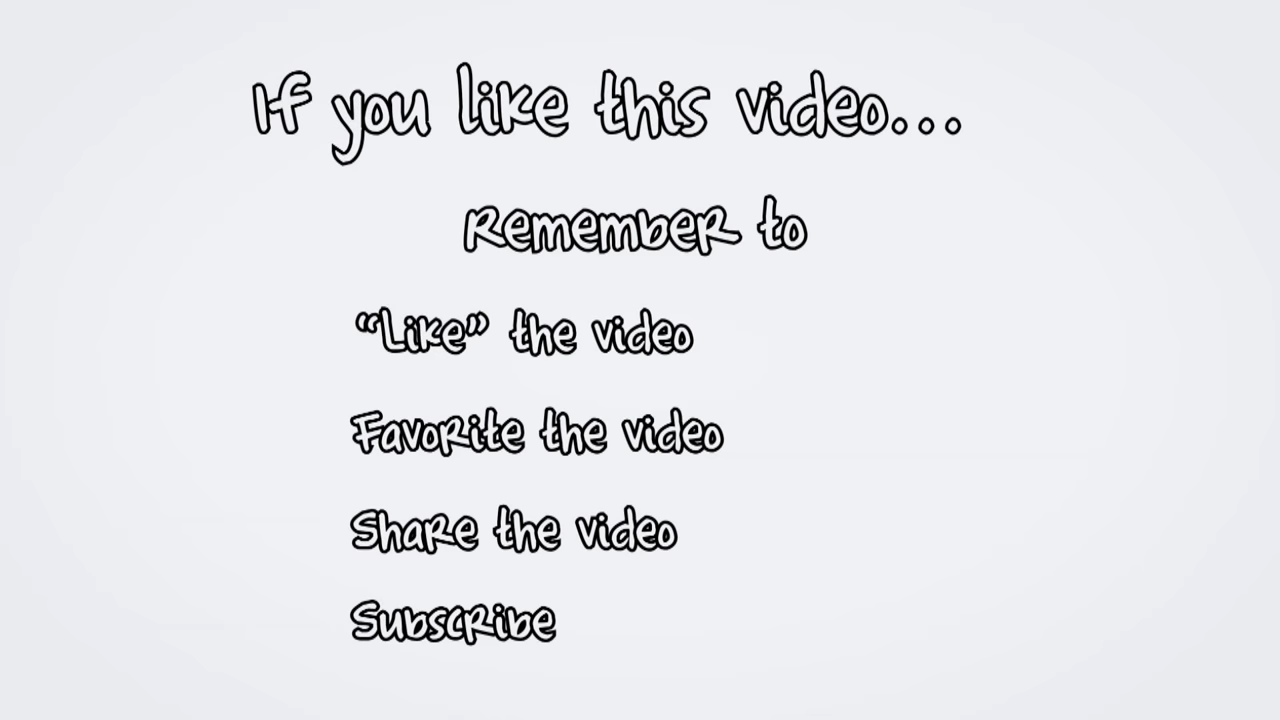 If you like this video...
Remember to
“Like” the video
Favorite the video
Share the video
Subscribe